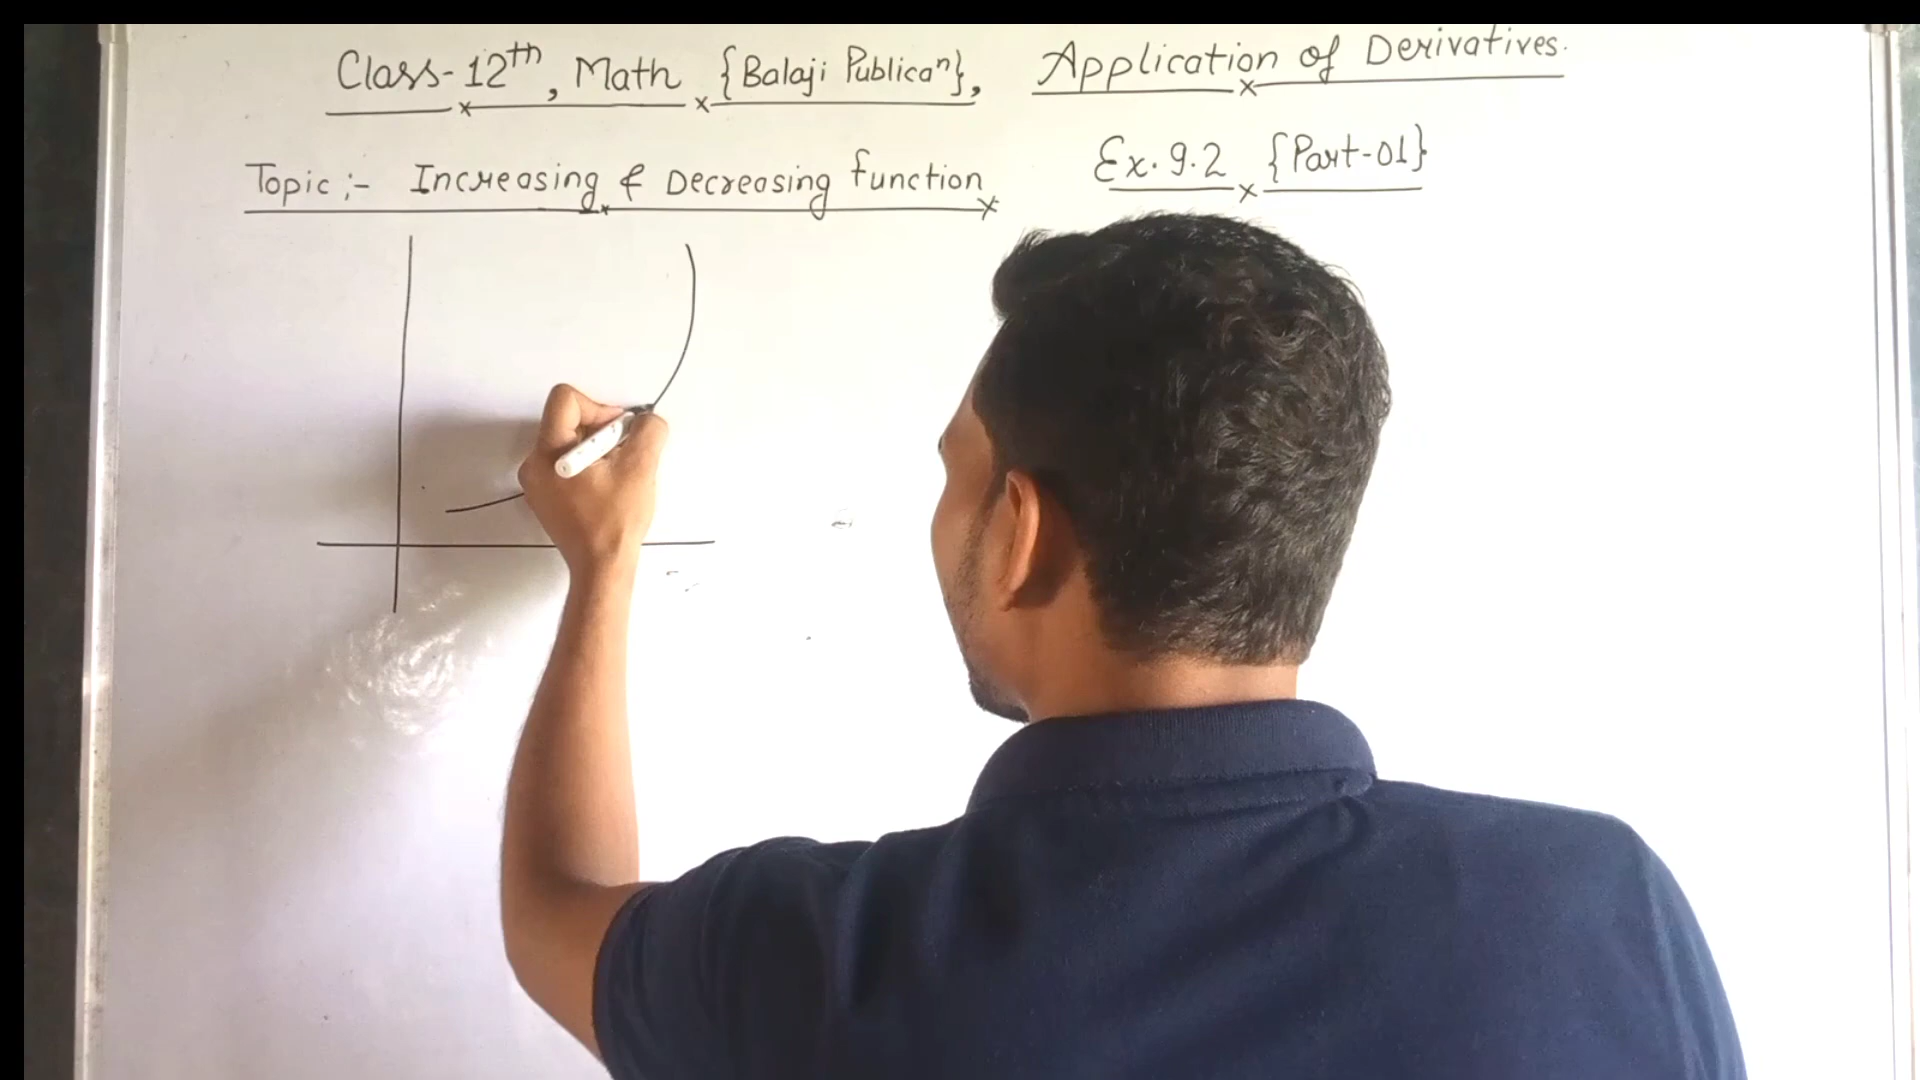 Class-12th, Math {Balaji Publicaⁿ}, Application of Derivatives.
Topic:- Increasing & Decreasing function
Ex. 9.2 {Part-01}